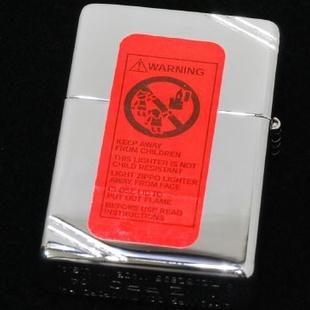 ⚠WARNING
KEEP AWAY
FROM CHILDREN
THIS LIGHTER IS NOT
CHILD RESISTANT
LIGHT ZIPPO LIGHTER
AWAY FROM FACE
CLOSE LID TO
PUT OUT FLAME
BEFORE USE READ
INSTRUCTIONS